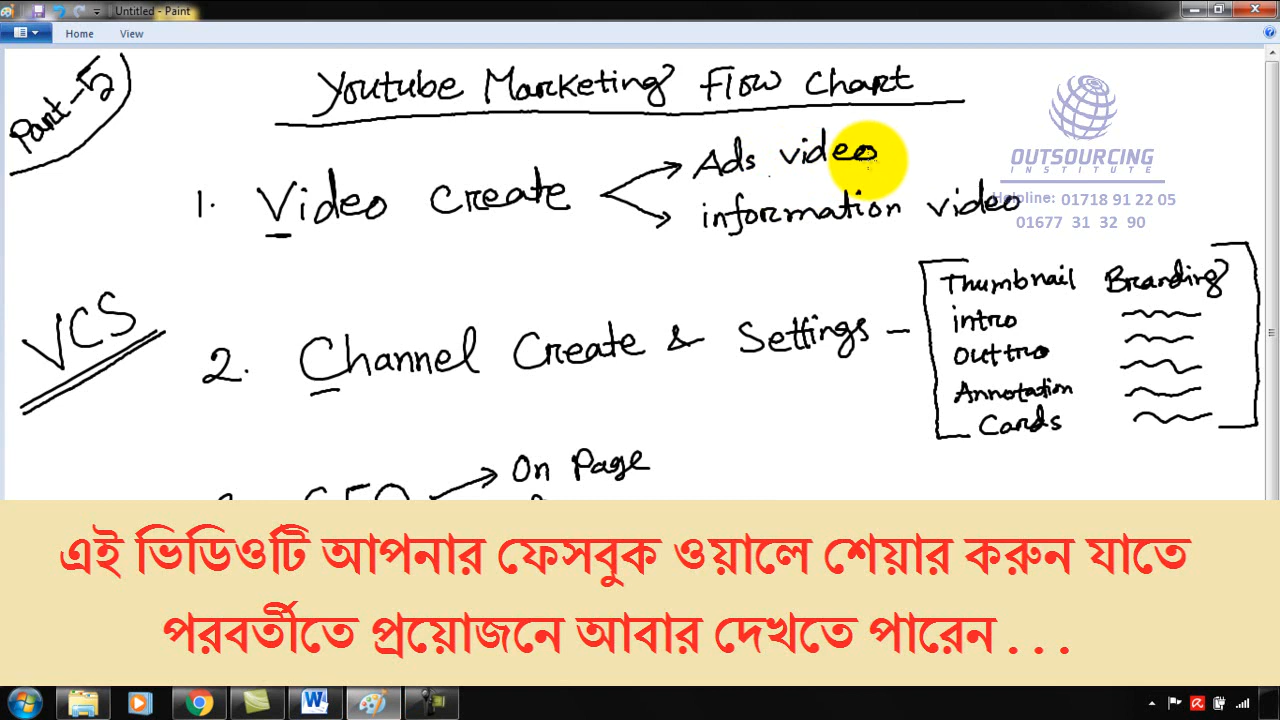 Untitled - Paint
Home View
Part-5
Youtube Marketing Flow Chart
OUTSOURCING
INSTITUTE
Helpline: 01718 91 22 05
01677 31 32 90
1. Video Create
Ads video
information video
VCS
2. Channel Create & Settings -
Thumbnail Branding
intro
Outtro
Annotation
Cards
3. SEO
On Page
এই ভিডিওটি আপনার ফেসবুক ওয়ালে শেয়ার করুন যাতে
পরবর্তীতে প্রয়োজনে আবার দেখতে পারেন . . .